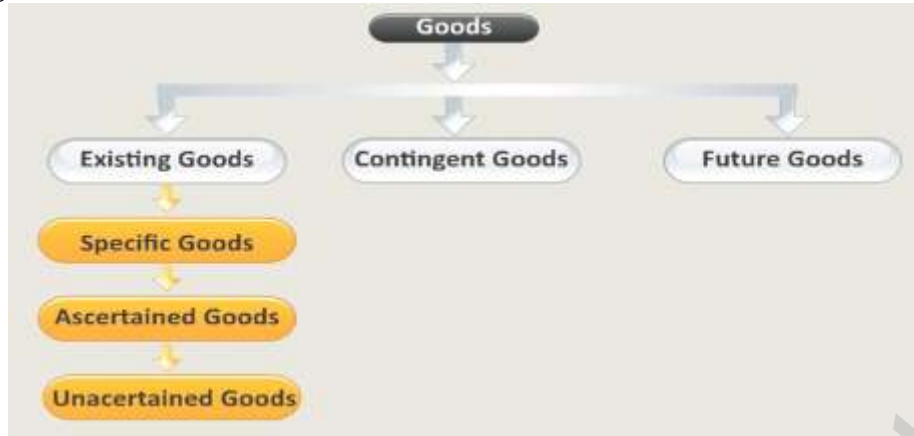 Goods
Existing Goods
Contingent Goods
Future Goods
Specific Goods
Ascertained Goods
Unacertained Goods